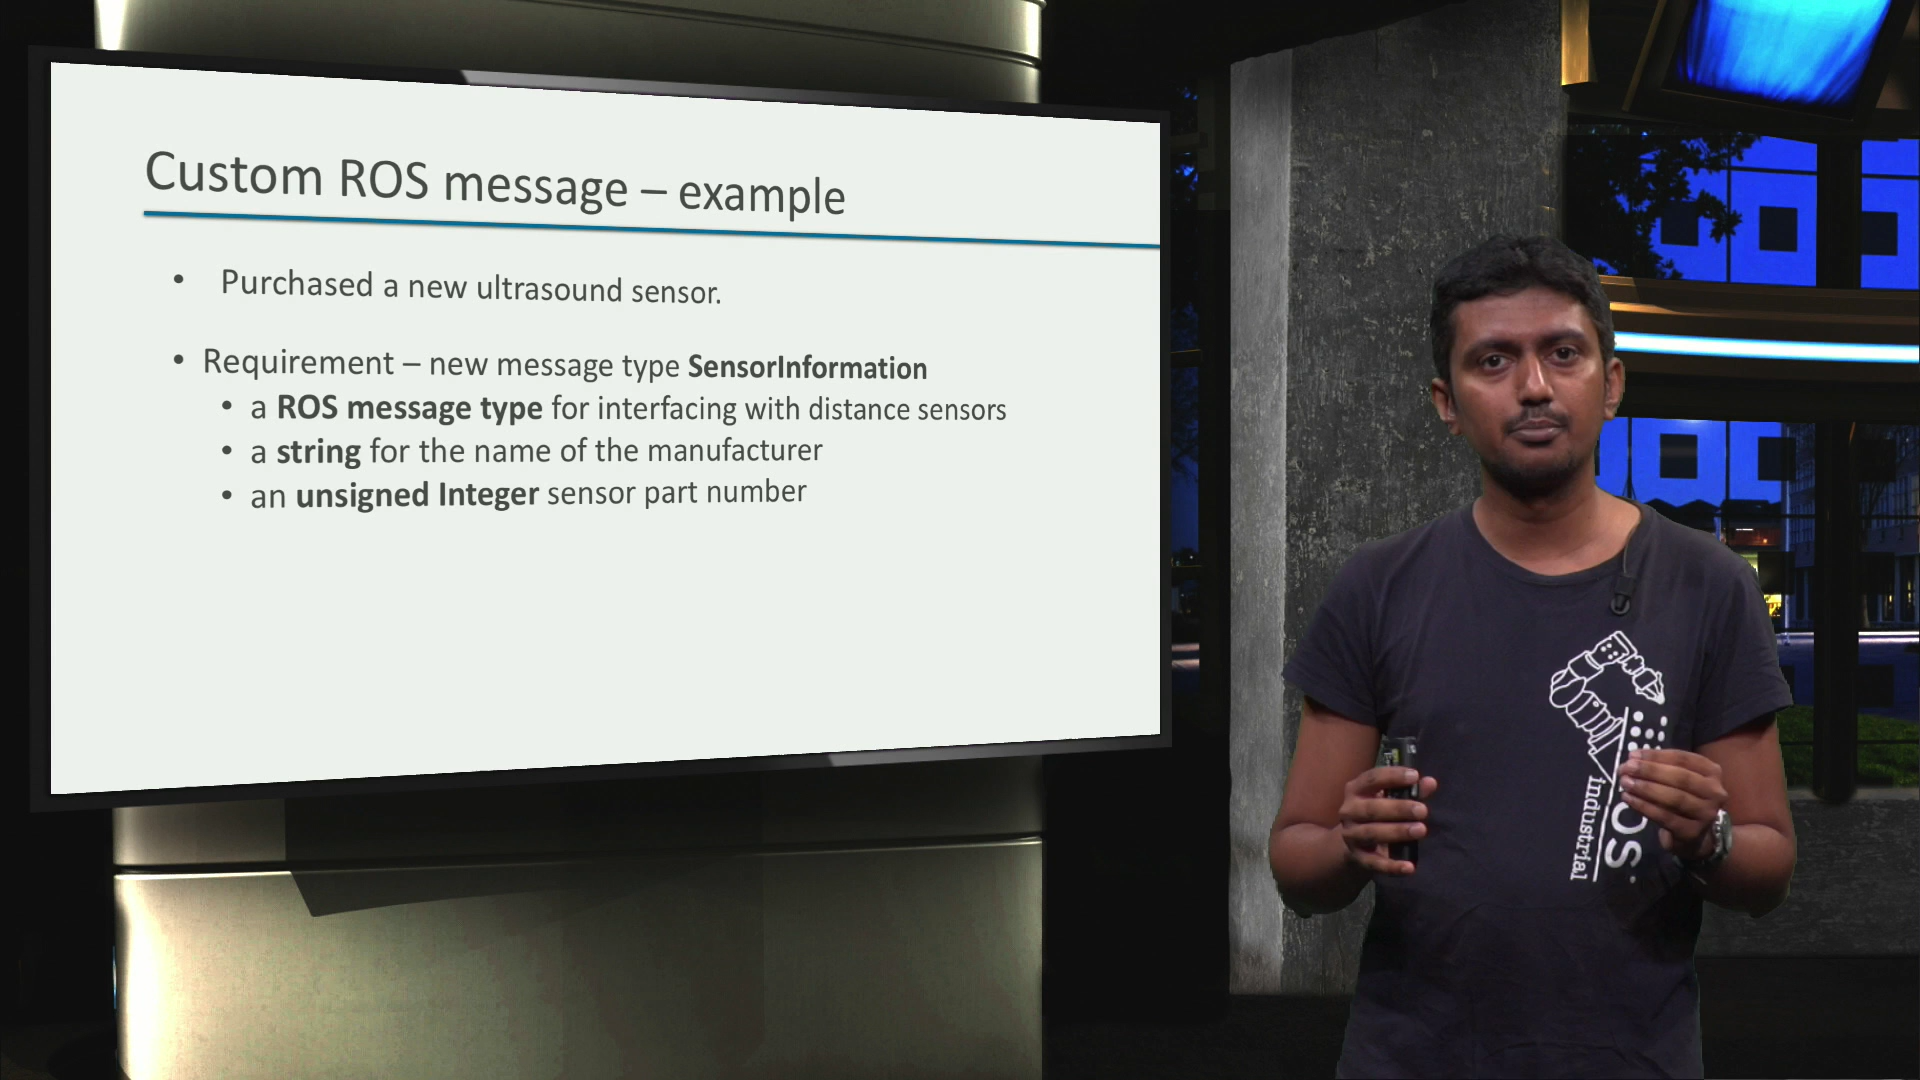 Custom ROS message – example
• Purchased a new ultrasound sensor.
• Requirement – new message type SensorInformation
• a ROS message type for interfacing with distance sensors
• a string for the name of the manufacturer
• an unsigned Integer sensor part number
industrial